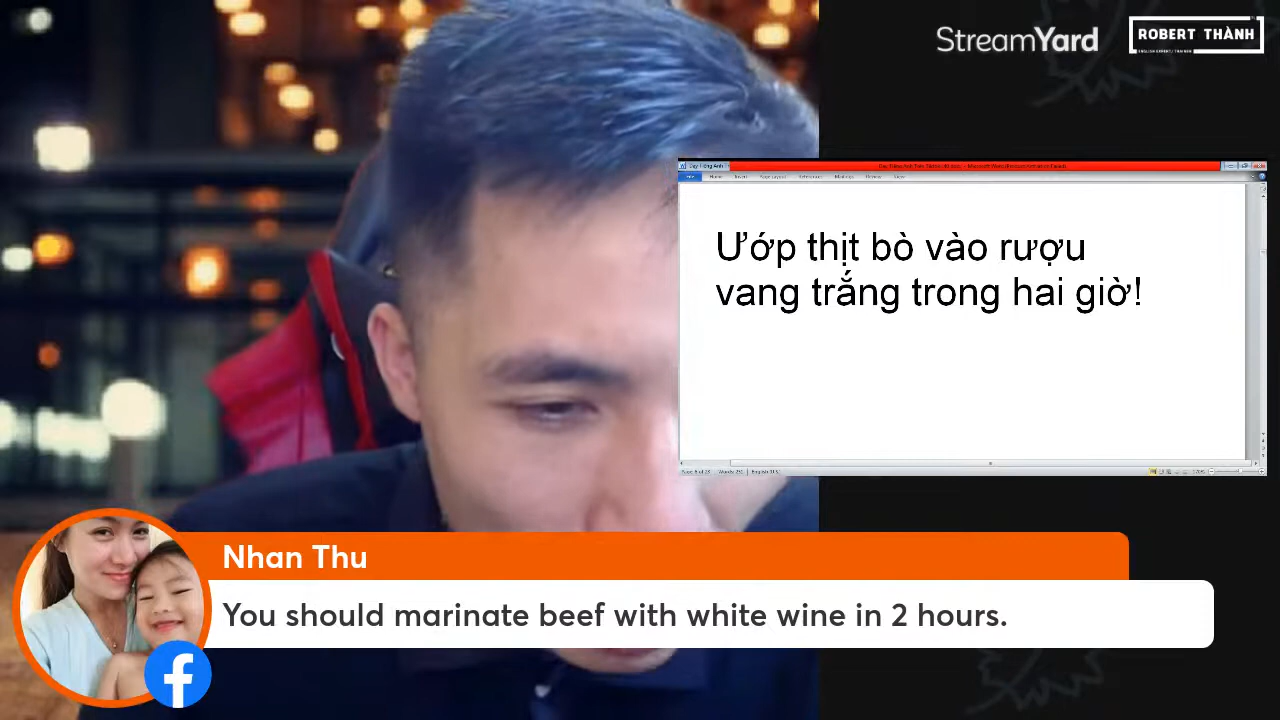 StreamYard
ROBERT THÀNH
Ướp thịt bò vào rượu
vang trắng trong hai giờ!
Nhan Thu
You should marinate beef with white wine in 2 hours.